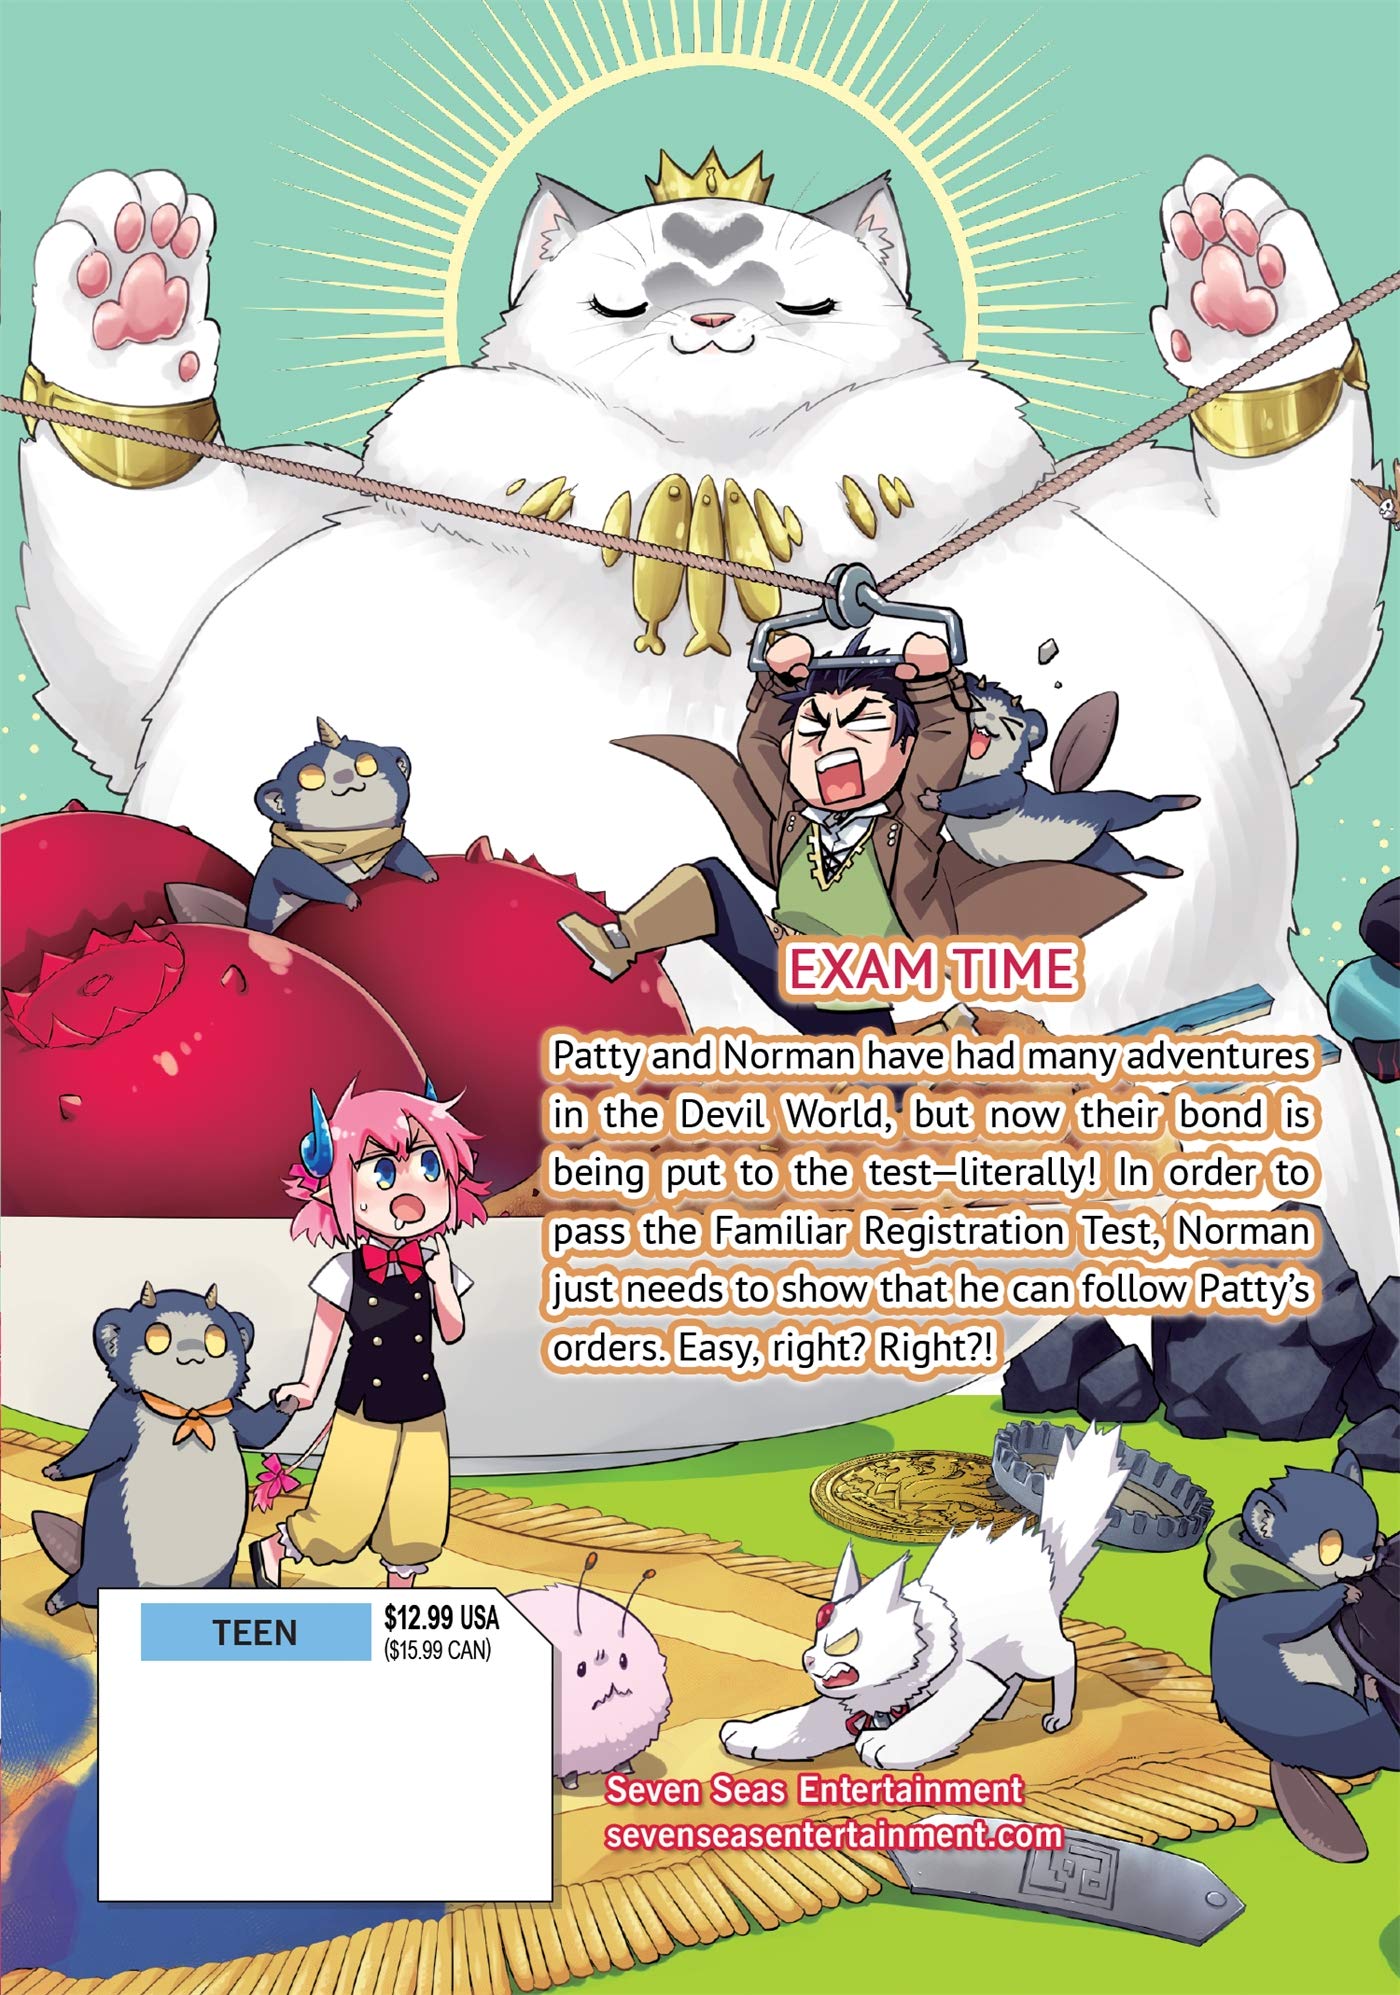 EXAM TIME
Patty and Norman have had many adventures
in the Devil World, but now their bond is
being put to the test—literally! In order to
pass the Familiar Registration Test, Norman
just needs to show that he can follow Patty's
orders. Easy, right? Right?!
TEEN
$12.99 USA
($15.99 CAN)
Seven Seas Entertainment
sevenseasentertainment.com